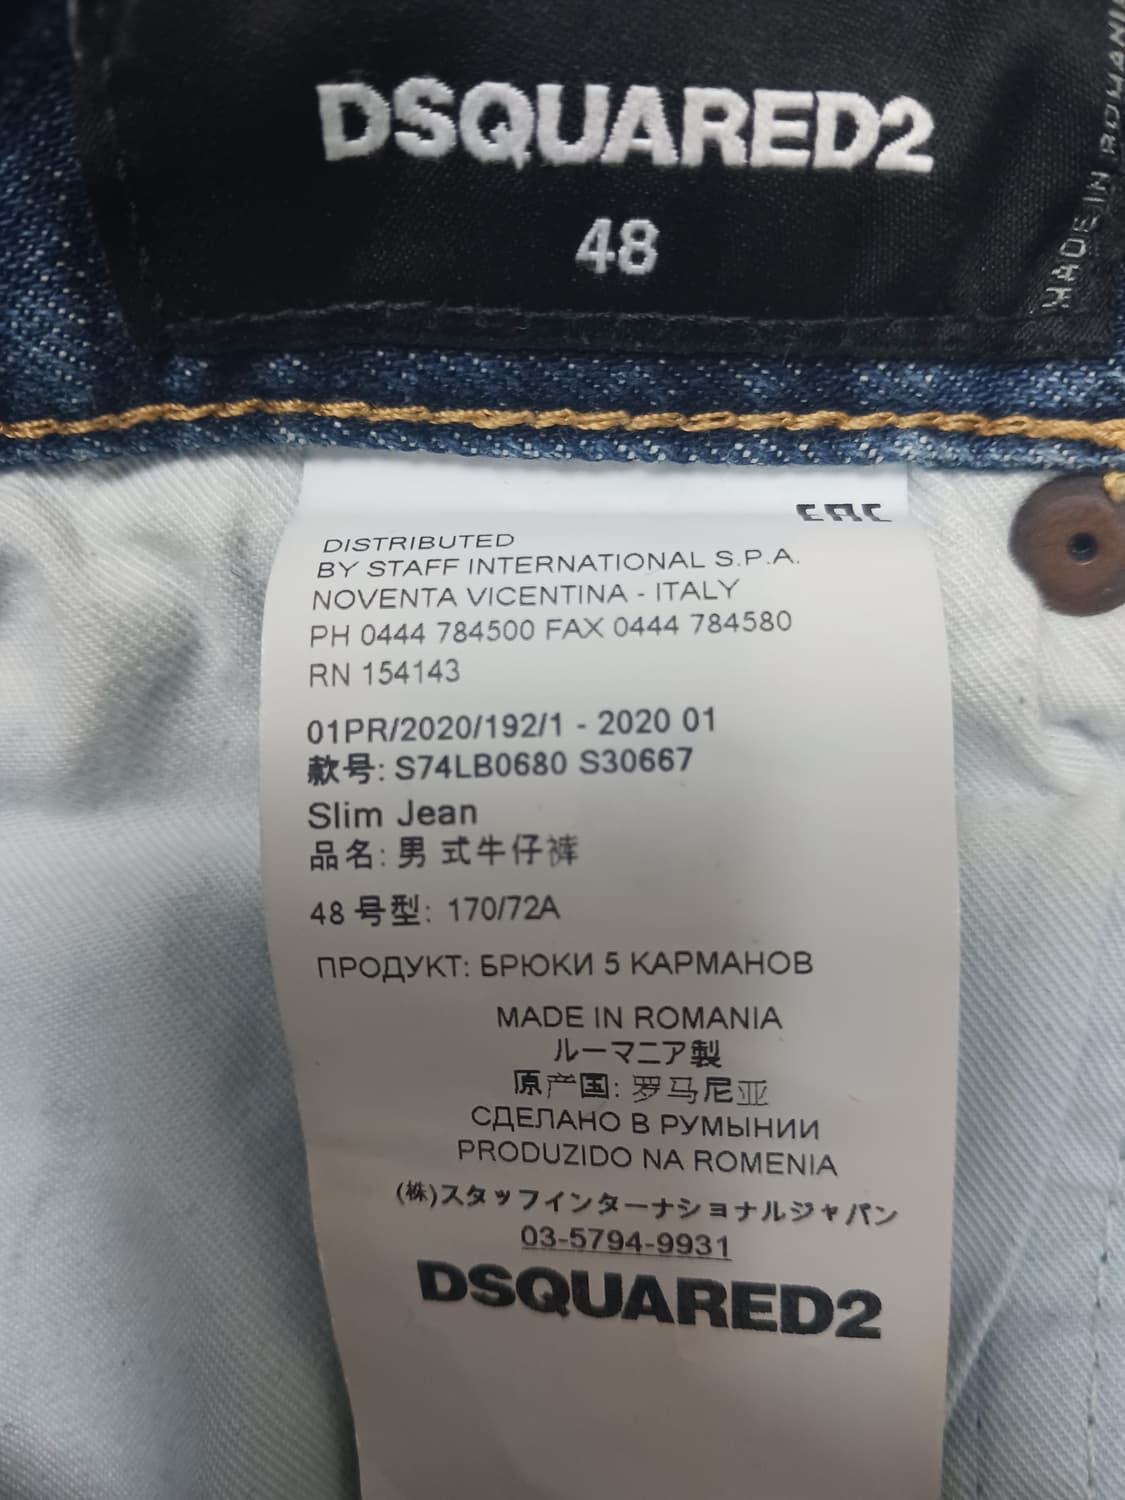 DSQUARED2
48
MADE IN ROMANIA
EAC
DISTRIBUTED
BY STAFF INTERNATIONAL S.P.A.
NOVENTA VICENTINA - ITALY
PH 0444 784500 FAX 0444 784580
RN 154143
01PR/2020/192/1 - 2020 01
款号: S74LB0680 S30667
Slim Jean
品名: 男 式牛仔裤
48 号型: 170/72A
ПРОДУКТ: БРЮКИ 5 КАРМАНОВ
MADE IN ROMANIA
ルーマニア製
原产国: 罗马尼亚
СДЕЛАНО В РУМЫНИИ
PRODUZIDO NA ROMENIA
(株)スタッフインターナショナルジャパン
03-5794-9931
DSQUARED2